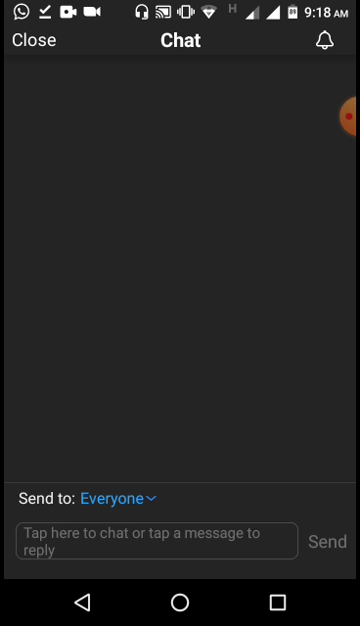 H 9:18 AM
Close Chat
Send to: Everyone
Tap here to chat or tap a message to
reply
Send